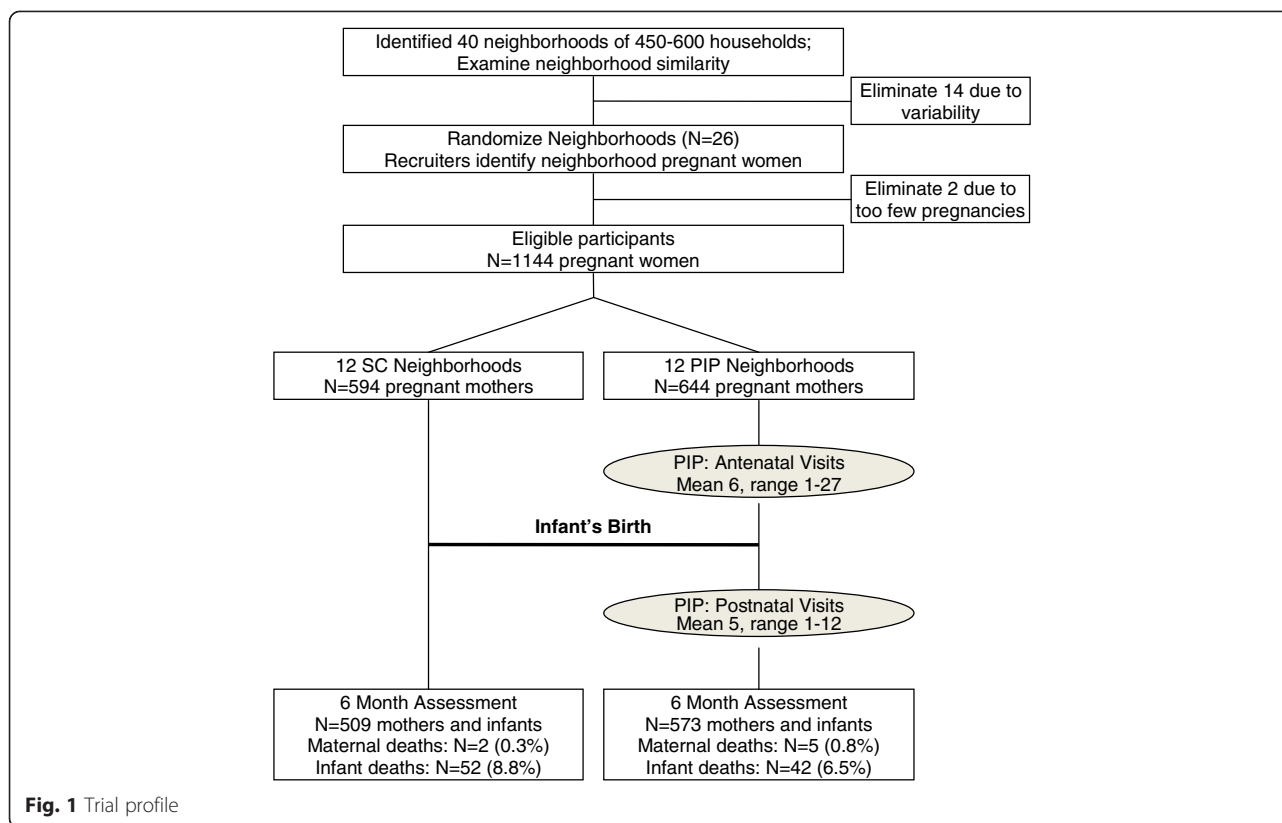 Identified 40 neighborhoods of 450-600 households;
Examine neighborhood similarity
Eliminate 14 due to
variability
Randomize Neighborhoods (N=26)
Recruiters identify neighborhood pregnant women
Eliminate 2 due to
too few pregnancies
Eligible participants
N=1144 pregnant women
12 SC Neighborhoods
N=594 pregnant mothers
12 PIP Neighborhoods
N=644 pregnant mothers
PIP: Antenatal Visits
Mean 6, range 1-27
Infant's Birth
PIP: Postnatal Visits
Mean 5, range 1-12
6 Month Assessment
N=509 mothers and infants
Maternal deaths: N=2 (0.3%)
Infant deaths: N=52 (8.8%)
6 Month Assessment
N=573 mothers and infants
Maternal deaths: N=5 (0.8%)
Infant deaths: N=42 (6.5%)
Fig. 1 Trial profile